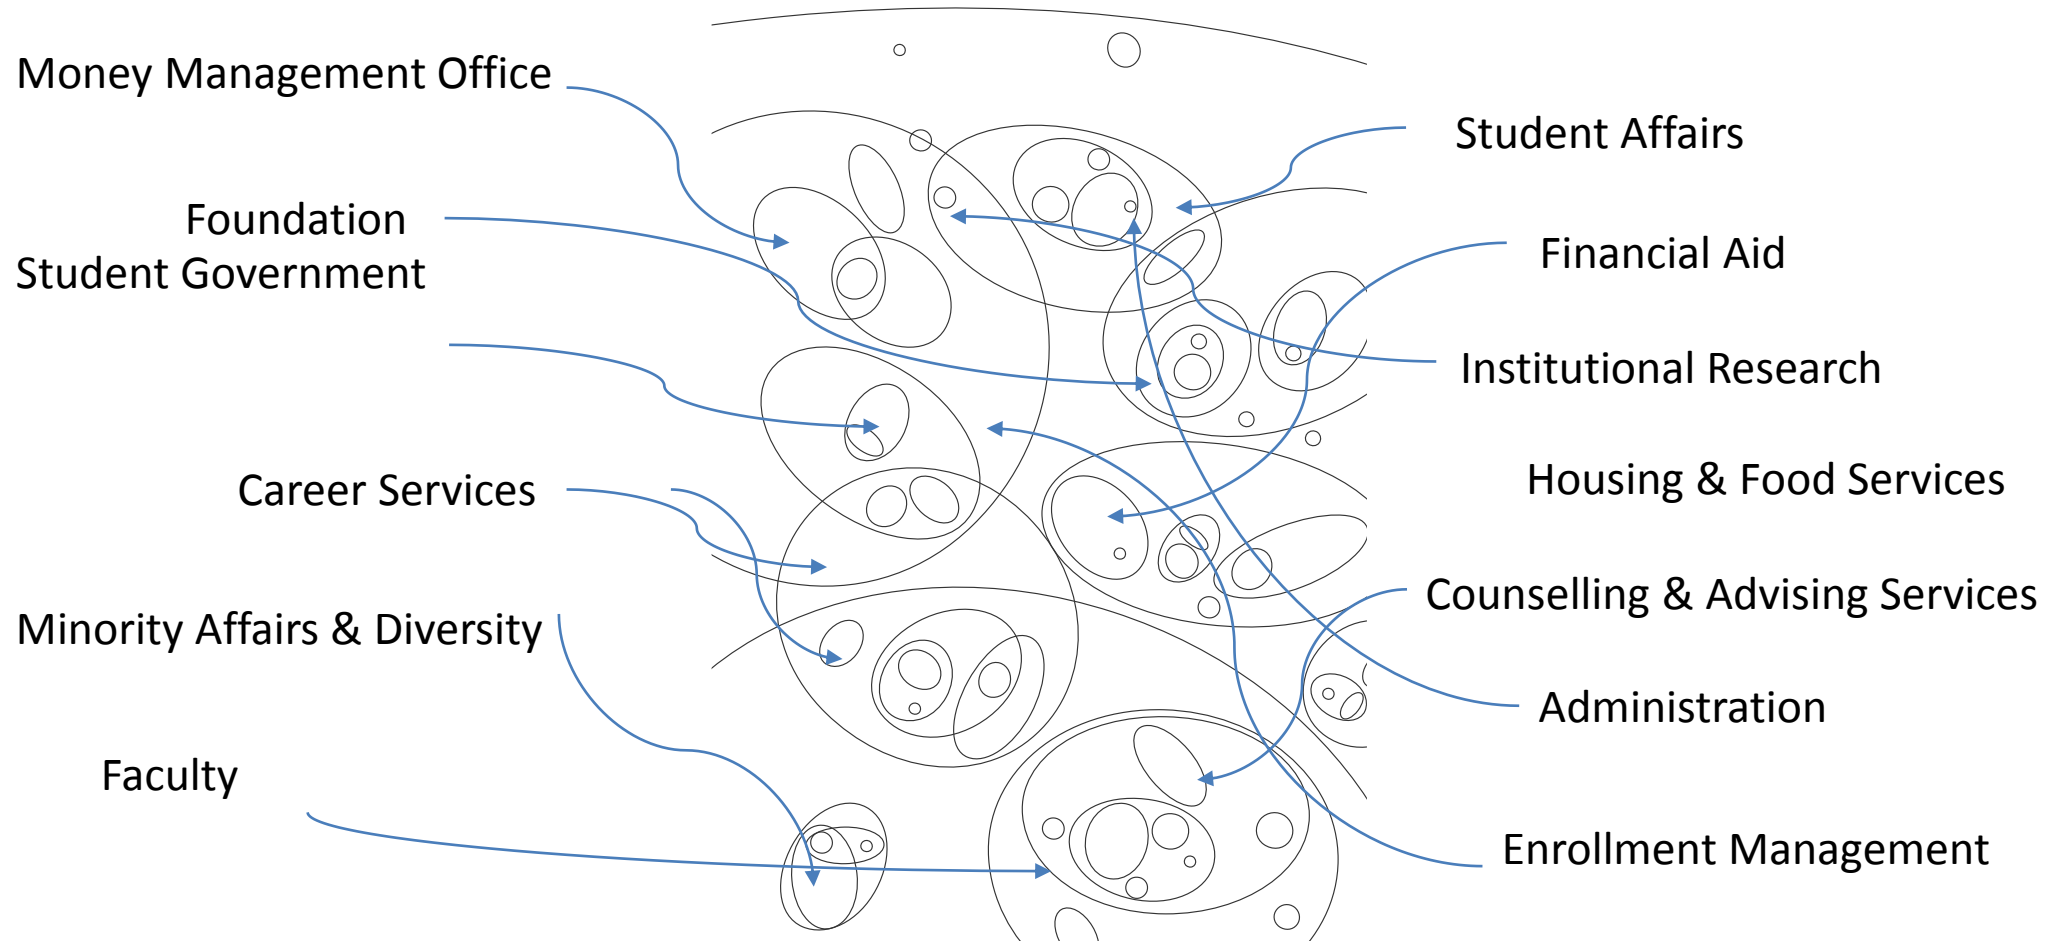 Money Management Office
Foundation
Student Government
Career Services
Minority Affairs & Diversity
Faculty
Student Affairs
Financial Aid
Institutional Research
Housing & Food Services
Counselling & Advising Services
Administration
Enrollment Management